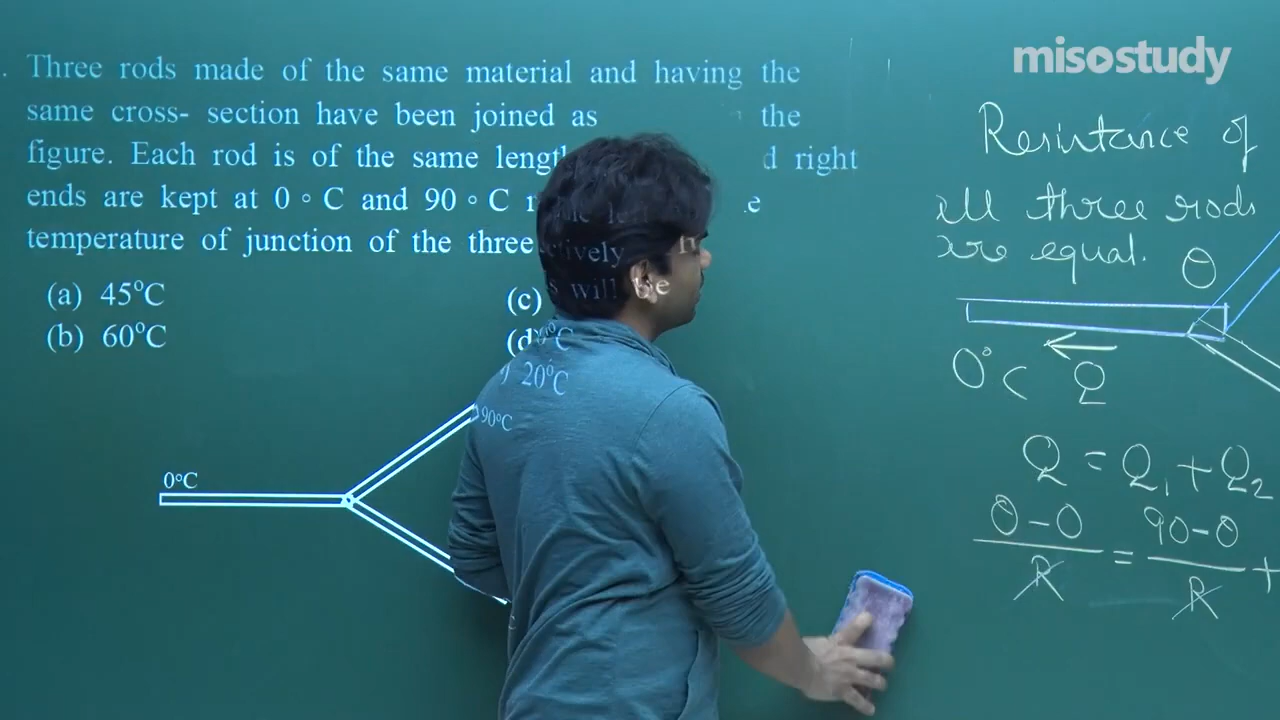 misostudy
. Three rods made of the same material and having the
same cross- section have been joined as the
figure. Each rod is of the same length d right
ends are kept at 0 ∘ C and 90 ∘ C
temperature of junction of the three
s will be
(a) 45°C
(b) 60°C
(c)
(d) 20°C
0°C
90°C
Resistance of
all three rods
are equal.
θ
0°C
Q
Q = Q₁ + Q₂
θ - 0 / R = 90 - θ / R +